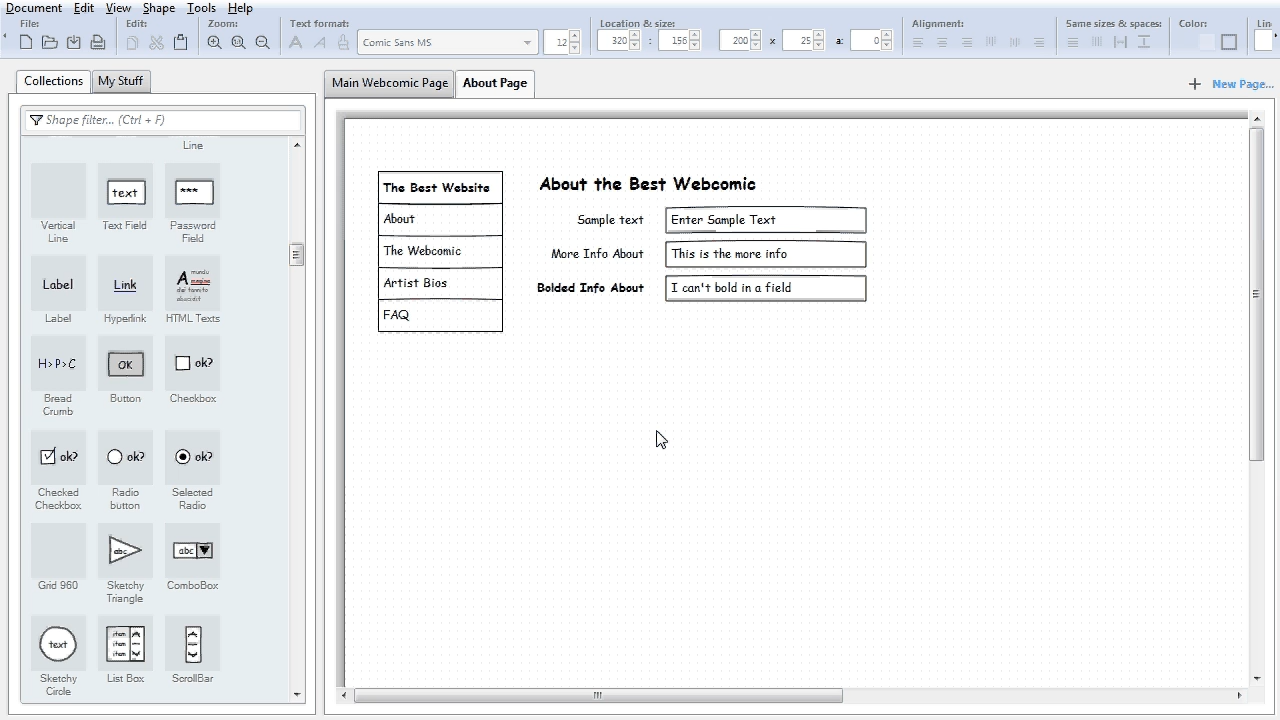 Document Edit View Shape Tools Help
File: Edit: Zoom: Text format: Location & size: Alignment: Same sizes & spaces: Color: Lin
Comic Sans MS 12 320 : 156 200 x 25 a: 0
Collections My Stuff
Main Webcomic Page About Page
New Page...
Shape filter... (Ctrl + F)
Line
text ***
Vertical Line
Text Field
Password Field
Label Link
Label
Hyperlink
HTML Texts
H>P>C OK ok?
Bread Crumb
Button
Checkbox
ok? ok? ok?
Checked Checkbox
Radio button
Selected Radio
abc abc
Grid 960
Sketchy Triangle
ComboBox
text item item item
Sketchy Circle
List Box
ScrollBar
The Best Website
About
The Webcomic
Artist Bios
FAQ
About the Best Webcomic
Sample text Enter Sample Text
More Info About This is the more info
Bolded Info About I can't bold in a field